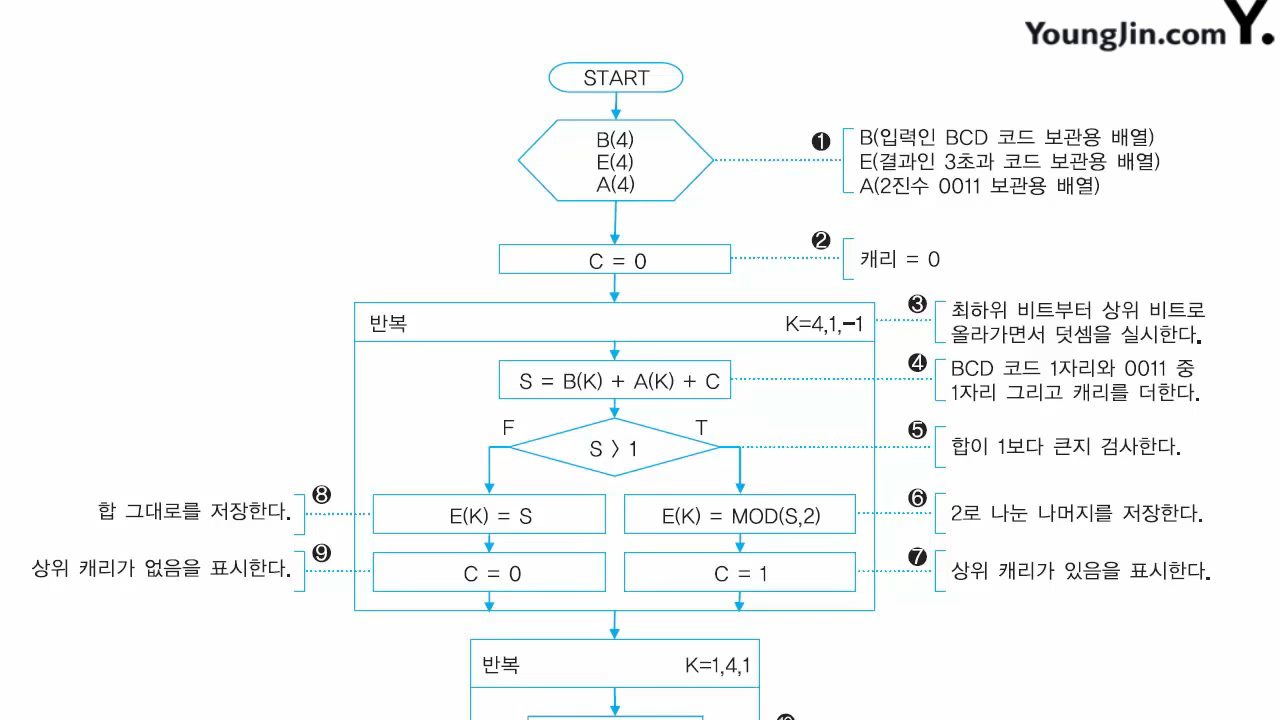 YoungJin.com Y.
START
B(4)
E(4)
A(4)
❶
B(입력인 BCD 코드 보관용 배열)
E(결과인 3초과 코드 보관용 배열)
A(2진수 0011 보관용 배열)
C = 0
❷
캐리 = 0
반복 K=4,1,−1
❸
최하위 비트부터 상위 비트로
올라가면서 덧셈을 실시한다.
S = B(K) + A(K) + C
❹
BCD 코드 1자리와 0011 중
1자리 그리고 캐리를 더한다.
F
T
S 〉 1
❺
합이 1보다 큰지 검사한다.
합 그대로를 저장한다.
❽
E(K) = S
E(K) = MOD(S,2)
❻
2로 나눈 나머지를 저장한다.
상위 캐리가 없음을 표시한다.
❾
C = 0
C = 1
❼
상위 캐리가 있음을 표시한다.
반복 K=1,4,1